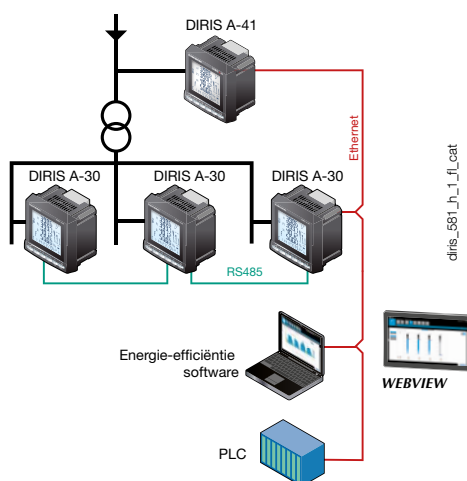 DIRIS A-41
Ethernet
DIRIS A-30
DIRIS A-30
DIRIS A-30
RS485
diris_581_h_1_fl_cat
Energie-efficiëntie
software
WEBVIEW
PLC